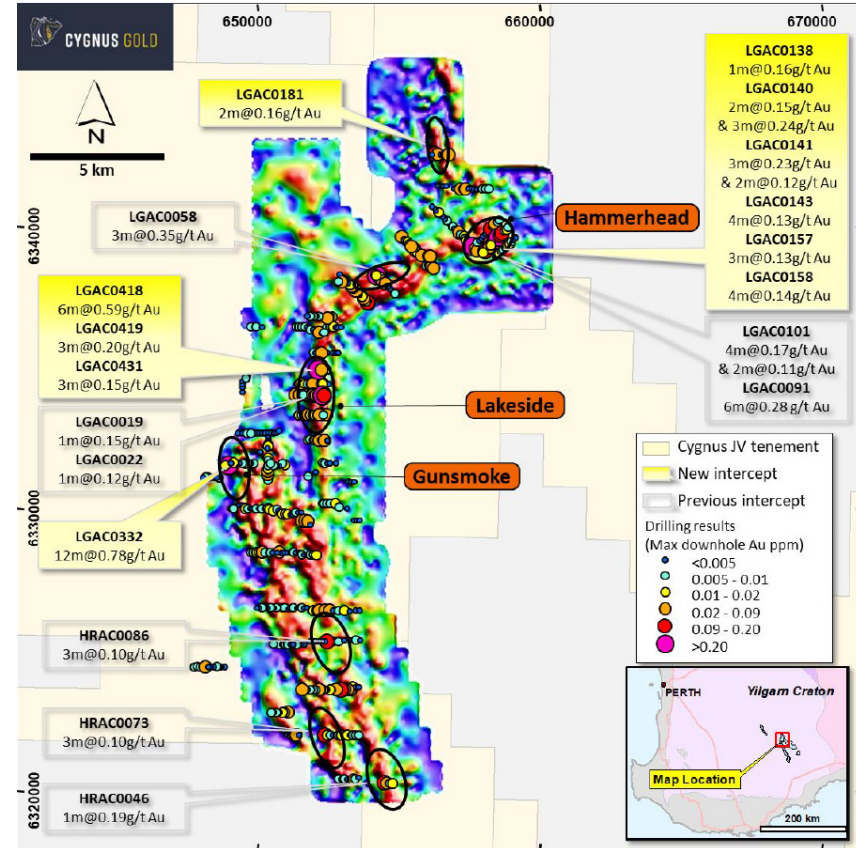 650000
660000
670000
CYGNUS GOLD
N
5 km
LGAC0181
2m@0.16g/t Au
LGAC0138
1m@0.16g/t Au
LGAC0140
2m@0.15g/t Au
& 3m@0.24g/t Au
LGAC0141
3m@0.23g/t Au
& 2m@0.12g/t Au
LGAC0143
4m@0.13g/t Au
LGAC0157
3m@0.13g/t Au
LGAC0158
4m@0.14g/t Au
LGAC0058
3m@0.35g/t Au
6340000
Hammerhead
LGAC0418
6m@0.59g/t Au
LGAC0419
3m@0.20g/t Au
LGAC0431
3m@0.15g/t Au
LGAC0101
4m@0.17g/t Au
& 2m@0.11g/t Au
LGAC0091
6m@0.28g/t Au
LGAC0019
1m@0.15g/t Au
LGAC0022
1m@0.12g/t Au
Lakeside
Gunsmoke
6330000
LGAC0332
12m@0.78g/t Au
Cygnus JV tenement
New intercept
Previous intercept
Drilling results
(Max downhole Au ppm)
<0.005
0.005 - 0.01
0.01 - 0.02
0.02 - 0.09
0.09 - 0.20
>0.20
HRAC0086
3m@0.10g/t Au
HRAC0073
3m@0.10g/t Au
HRAC0046
1m@0.19g/t Au
6320000
PERTH
Yilgarn Craton
Map Location
200 km